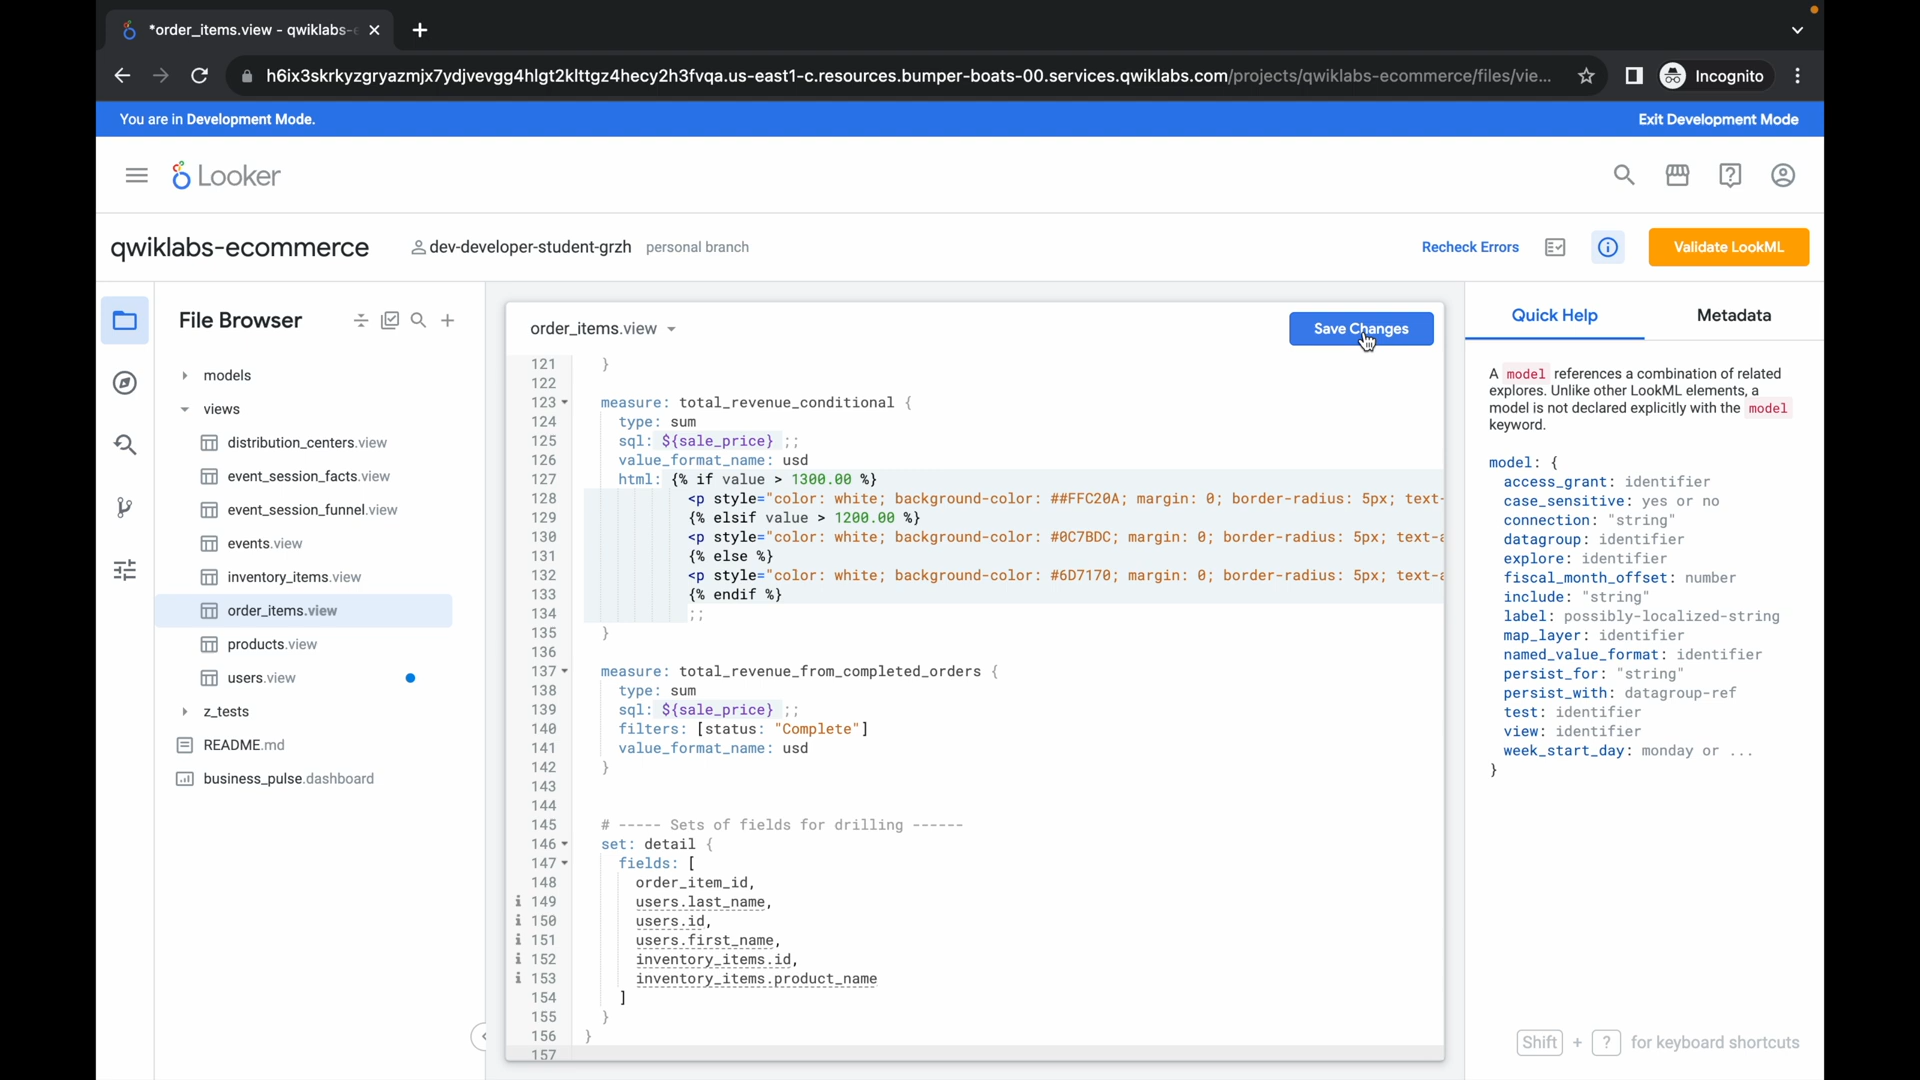 *order_items.view - qwiklabs-e
h6ix3skrkyzgryazmjx7ydjvevgg4hlgt2klttgz4hecy2h3fvqa.us-east1-c.resources.bumper-boats-00.services.qwiklabs.com/projects/qwiklabs-ecommerce/files/vie...
Incognito
You are in Development Mode.
Exit Development Mode
Looker
qwiklabs-ecommerce
dev-developer-student-grzh personal branch
Recheck Errors
Validate LookML
File Browser
models
views
distribution_centers.view
event_session_facts.view
event_session_funnel.view
events.view
inventory_items.view
order_items.view
products.view
users.view
z_tests
README.md
business_pulse.dashboard
order_items.view
Save Changes
121 }
122
123 measure: total_revenue_conditional {
124 type: sum
125 sql: ${sale_price} ;;
126 value_format_name: usd
127 html: {% if value > 1300.00 %}
128 <p style="color: white; background-color: ##FFC20A; margin: 0; border-radius: 5px; text-
129 {% elsif value > 1200.00 %}
130 <p style="color: white; background-color: #0C7BDC; margin: 0; border-radius: 5px; text-a
131 {% else %}
132 <p style="color: white; background-color: #6D7170; margin: 0; border-radius: 5px; text-a
133 {% endif %}
134 ;;
135 }
136
137 measure: total_revenue_from_completed_orders {
138 type: sum
139 sql: ${sale_price} ;;
140 filters: [status: "Complete"]
141 value_format_name: usd
142 }
143
144
145 # ----- Sets of fields for drilling ------
146 set: detail {
147 fields: [
148 order_item_id,
149 users.last_name,
150 users.id,
151 users.first_name,
152 inventory_items.id,
153 inventory_items.product_name
154 ]
155 }
156 }
157
Quick Help
Metadata
A model references a combination of related
explores. Unlike other LookML elements, a
model is not declared explicitly with the model
keyword.
model: {
access_grant: identifier
case_sensitive: yes or no
connection: "string"
datagroup: identifier
explore: identifier
fiscal_month_offset: number
include: "string"
label: possibly-localized-string
map_layer: identifier
named_value_format: identifier
persist_for: "string"
persist_with: datagroup-ref
test: identifier
view: identifier
week_start_day: monday or ...
}
Shift + ? for keyboard shortcuts